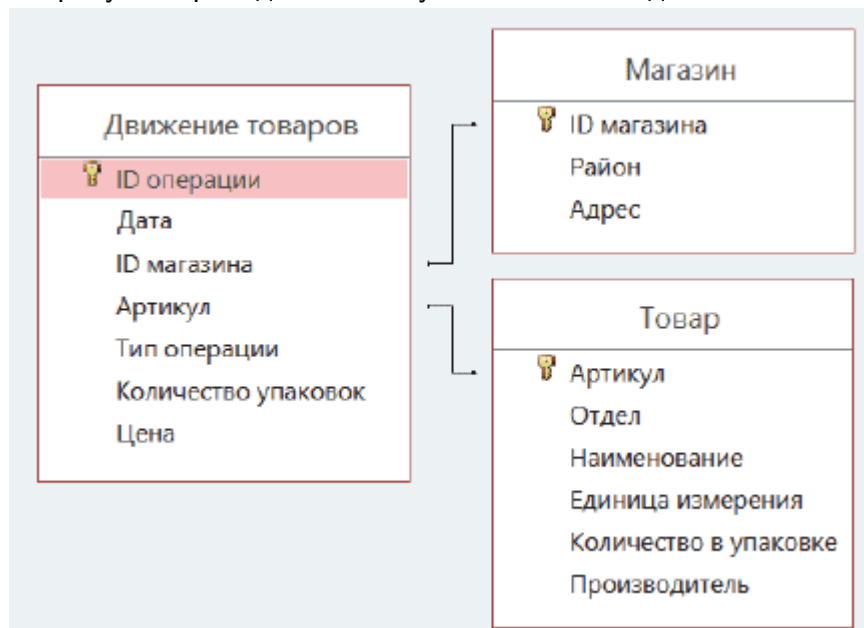 Движение товаров
ID операции
Дата
ID магазина
Артикул
Тип операции
Количество упаковок
Цена
Магазин
ID магазина
Район
Адрес
Товар
Артикул
Отдел
Наименование
Единица измерения
Количество в упаковке
Производитель